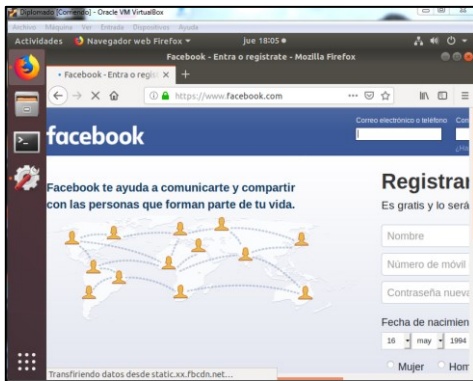 Diplomado [Corriendo] - Oracle VM VirtualBox
Archivo Máquina Ver Entrada Dispositivos Ayuda
Actividades Navegador web Firefox jue 18:05
Facebook - Entra o regístrate - Mozilla Firefox
Facebook - Entra o regis
https://www.facebook.com
Correo electrónico o teléfono
facebook
Facebook te ayuda a comunicarte y compartir
con las personas que forman parte de tu vida.
Registrar
Es gratis y lo será
Nombre
Número de móvil
Contraseña nueva
Fecha de nacimien
16 may 1994
Mujer Hom
Transfiriendo datos desde static.xx.fbcdn.net...